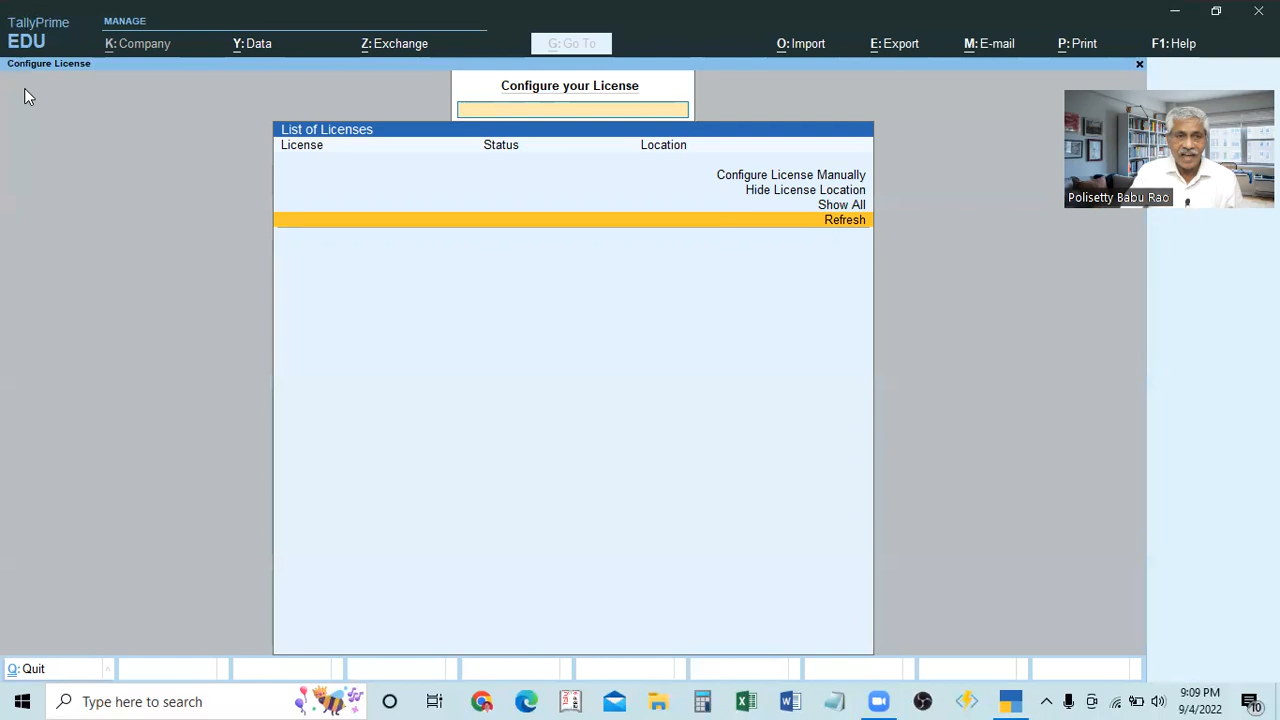 TallyPrime
EDU
MANAGE
K: Company
Y: Data
Z: Exchange
G: Go To
O: Import
E: Export
M: E-mail
P: Print
F1: Help
Configure License
Configure your License
List of Licenses
License Status Location
Configure License Manually
Hide License Location
Show All
Refresh
Polisetty Babu Rao
Q: Quit
Type here to search
9:09 PM
9/4/2022
10